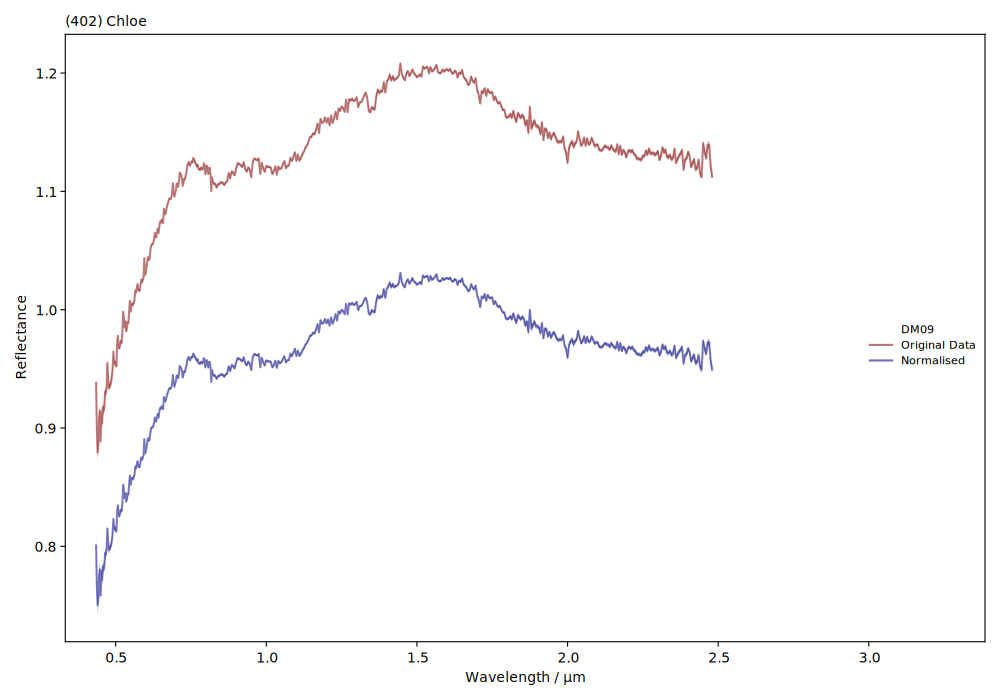 (402) Chloe
1.2
1.1
1.0
0.9
0.8
Reflectance
DM09
Original Data
Normalised
0.5
1.0
1.5
2.0
2.5
3.0
Wavelength / µm